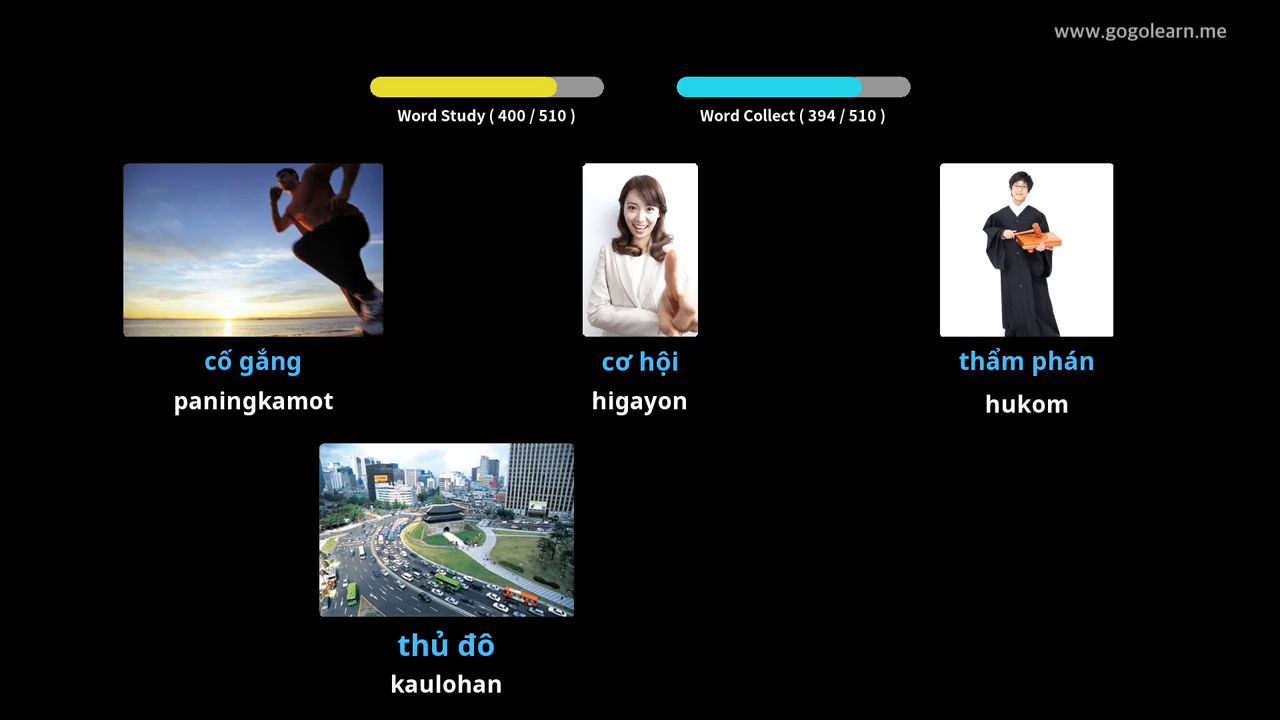 www.gogolearn.me
Word Study ( 400 / 510 )
Word Collect ( 394 / 510 )
cố gắng
paningkamot
cơ hội
higayon
thẩm phán
hukom
thủ đô
kaulohan